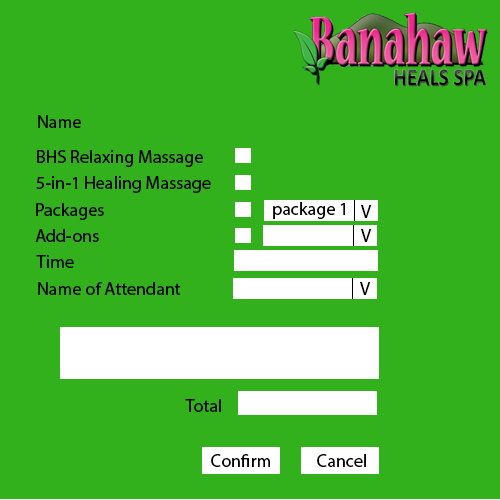 Banahaw
HEALS SPA
Name
BHS Relaxing Massage
5-in-1 Healing Massage
Packages package 1 V
Add-ons V
Time
Name of Attendant V
Total
Confirm Cancel